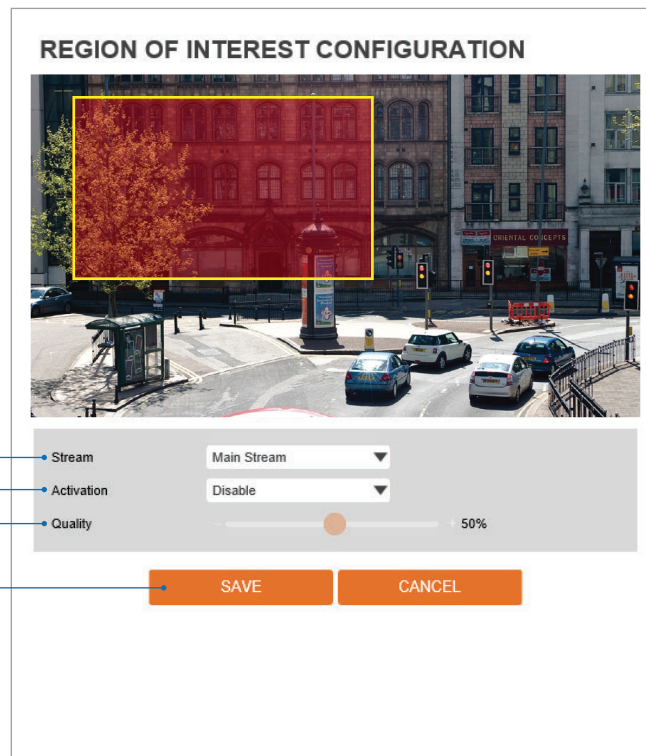 REGION OF INTEREST CONFIGURATION
ORIENTAL CONCEPTS
Stream Main Stream
Activation Disable
Quality 50%
SAVE CANCEL